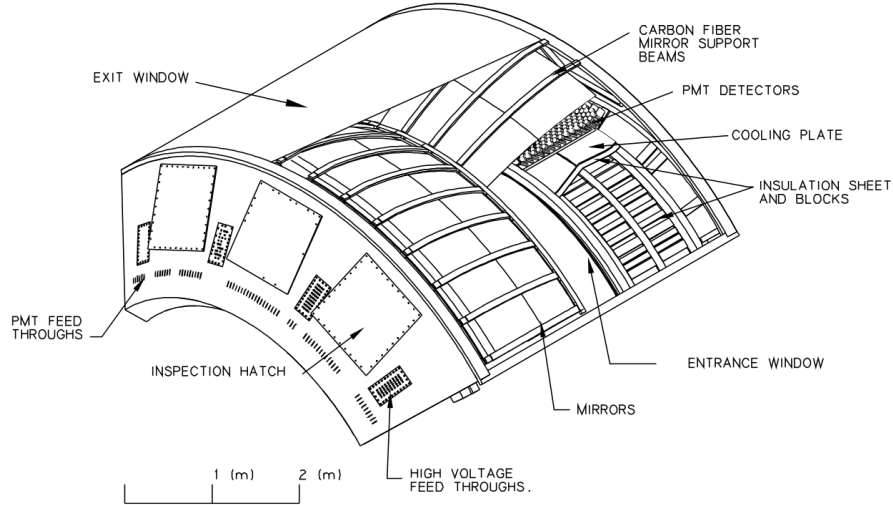 CARBON FIBER
MIRROR SUPPORT
BEAMS
EXIT WINDOW
PMT DETECTORS
COOLING PLATE
INSULATION SHEET
AND BLOCKS
PMT FEED
THROUGHS
INSPECTION HATCH
ENTRANCE WINDOW
MIRRORS
1 (m) 2 (m)
HIGH VOLTAGE
FEED THROUGHS.